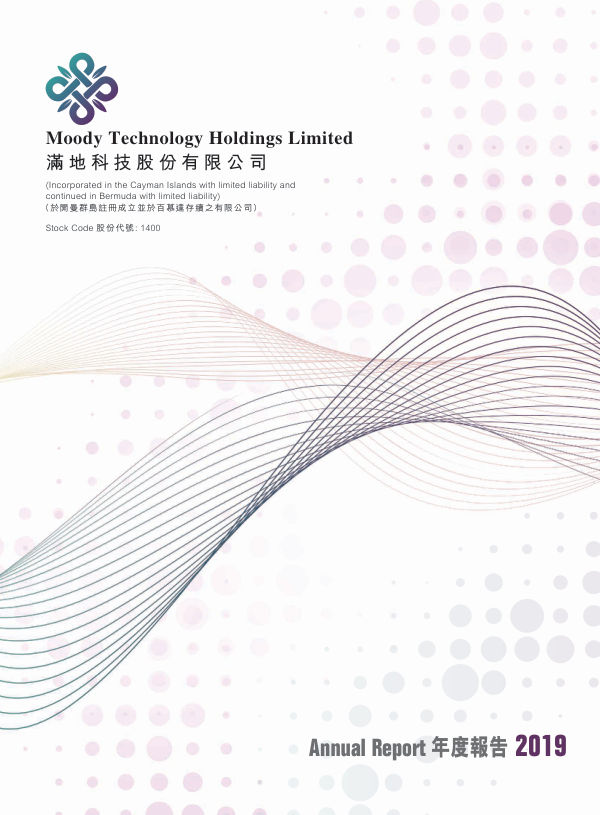 Moody Technology Holdings Limited
滿地科技股份有限公司
(Incorporated in the Cayman Islands with limited liability and
continued in Bermuda with limited liability)
(於開曼群島註冊成立並於百慕達存續之有限公司)
Stock Code 股份代號: 1400
Annual Report 年度報告 2019